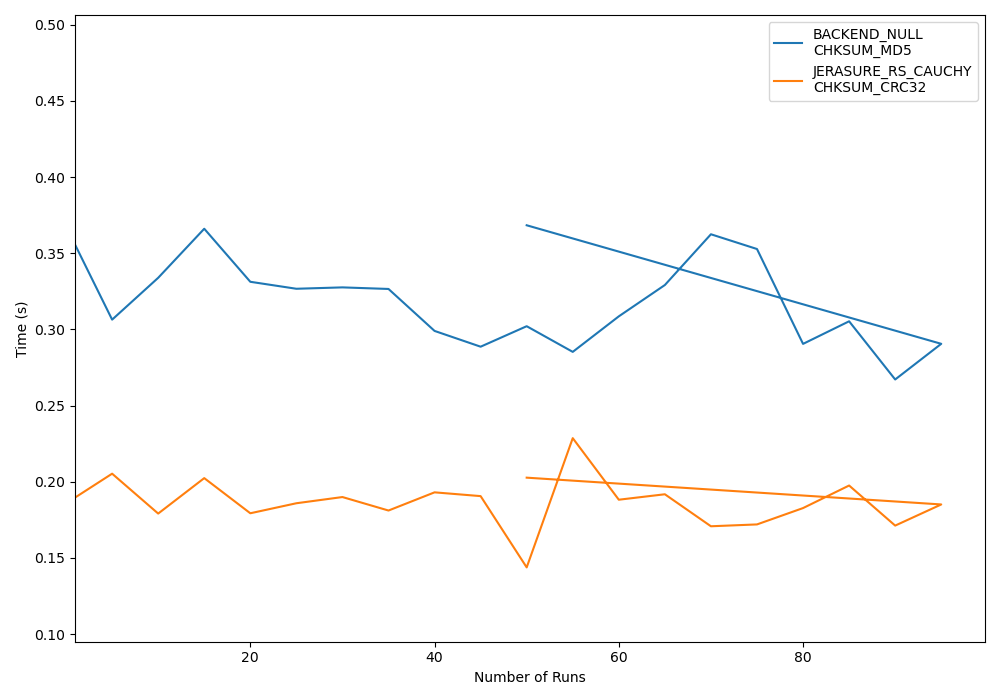 BACKEND_NULL
CHKSUM_MD5
JERASURE_RS_CAUCHY
CHKSUM_CRC32
0.50
0.45
0.40
0.35
0.30
0.25
0.20
0.15
0.10
Time (s)
20
40
60
80
Number of Runs